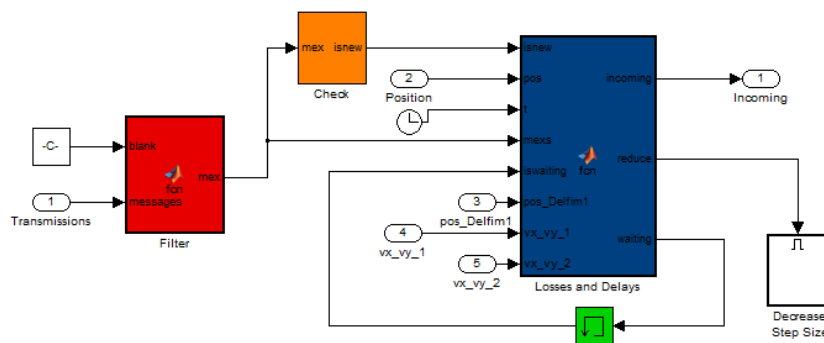 mex isnew
Check
2
Position
-C-
blank
fcn
mex
messages
1
Transmissions
Filter
isnew
pos
t
mexs
iswaiting
pos_Delfim1
vx_vy_1
vx_vy_2
fcn
incoming
reduce
waiting
Losses and Delays
3
pos_Delfim1
4
vx_vy_1
5
vx_vy_2
1
Incoming
Decrease
Step Size